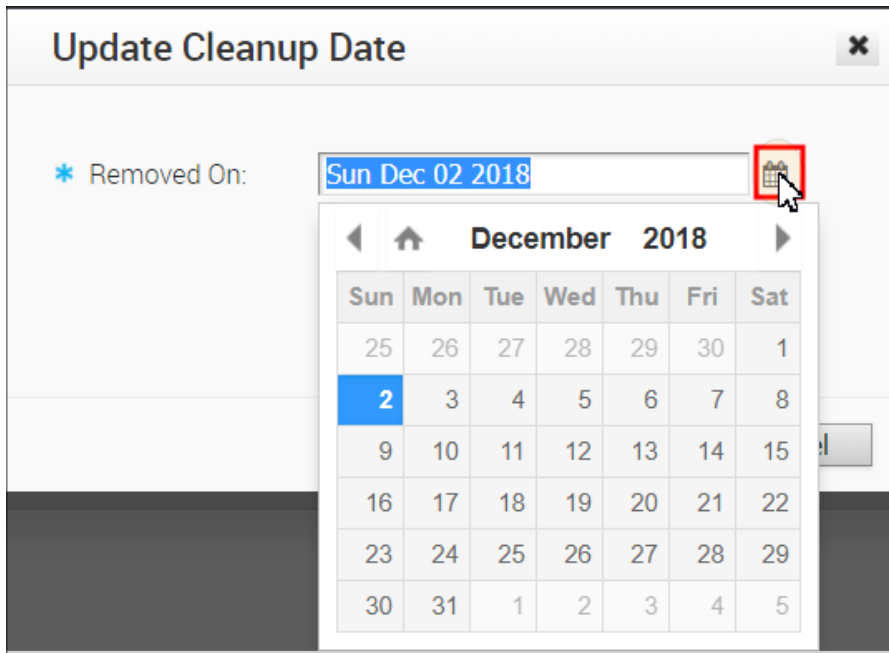 Update Cleanup Date
* Removed On: Sun Dec 02 2018
December 2018
Sun Mon Tue Wed Thu Fri Sat
25 26 27 28 29 30 1
2 3 4 5 6 7 8
9 10 11 12 13 14 15
16 17 18 19 20 21 22
23 24 25 26 27 28 29
30 31 1 2 3 4 5